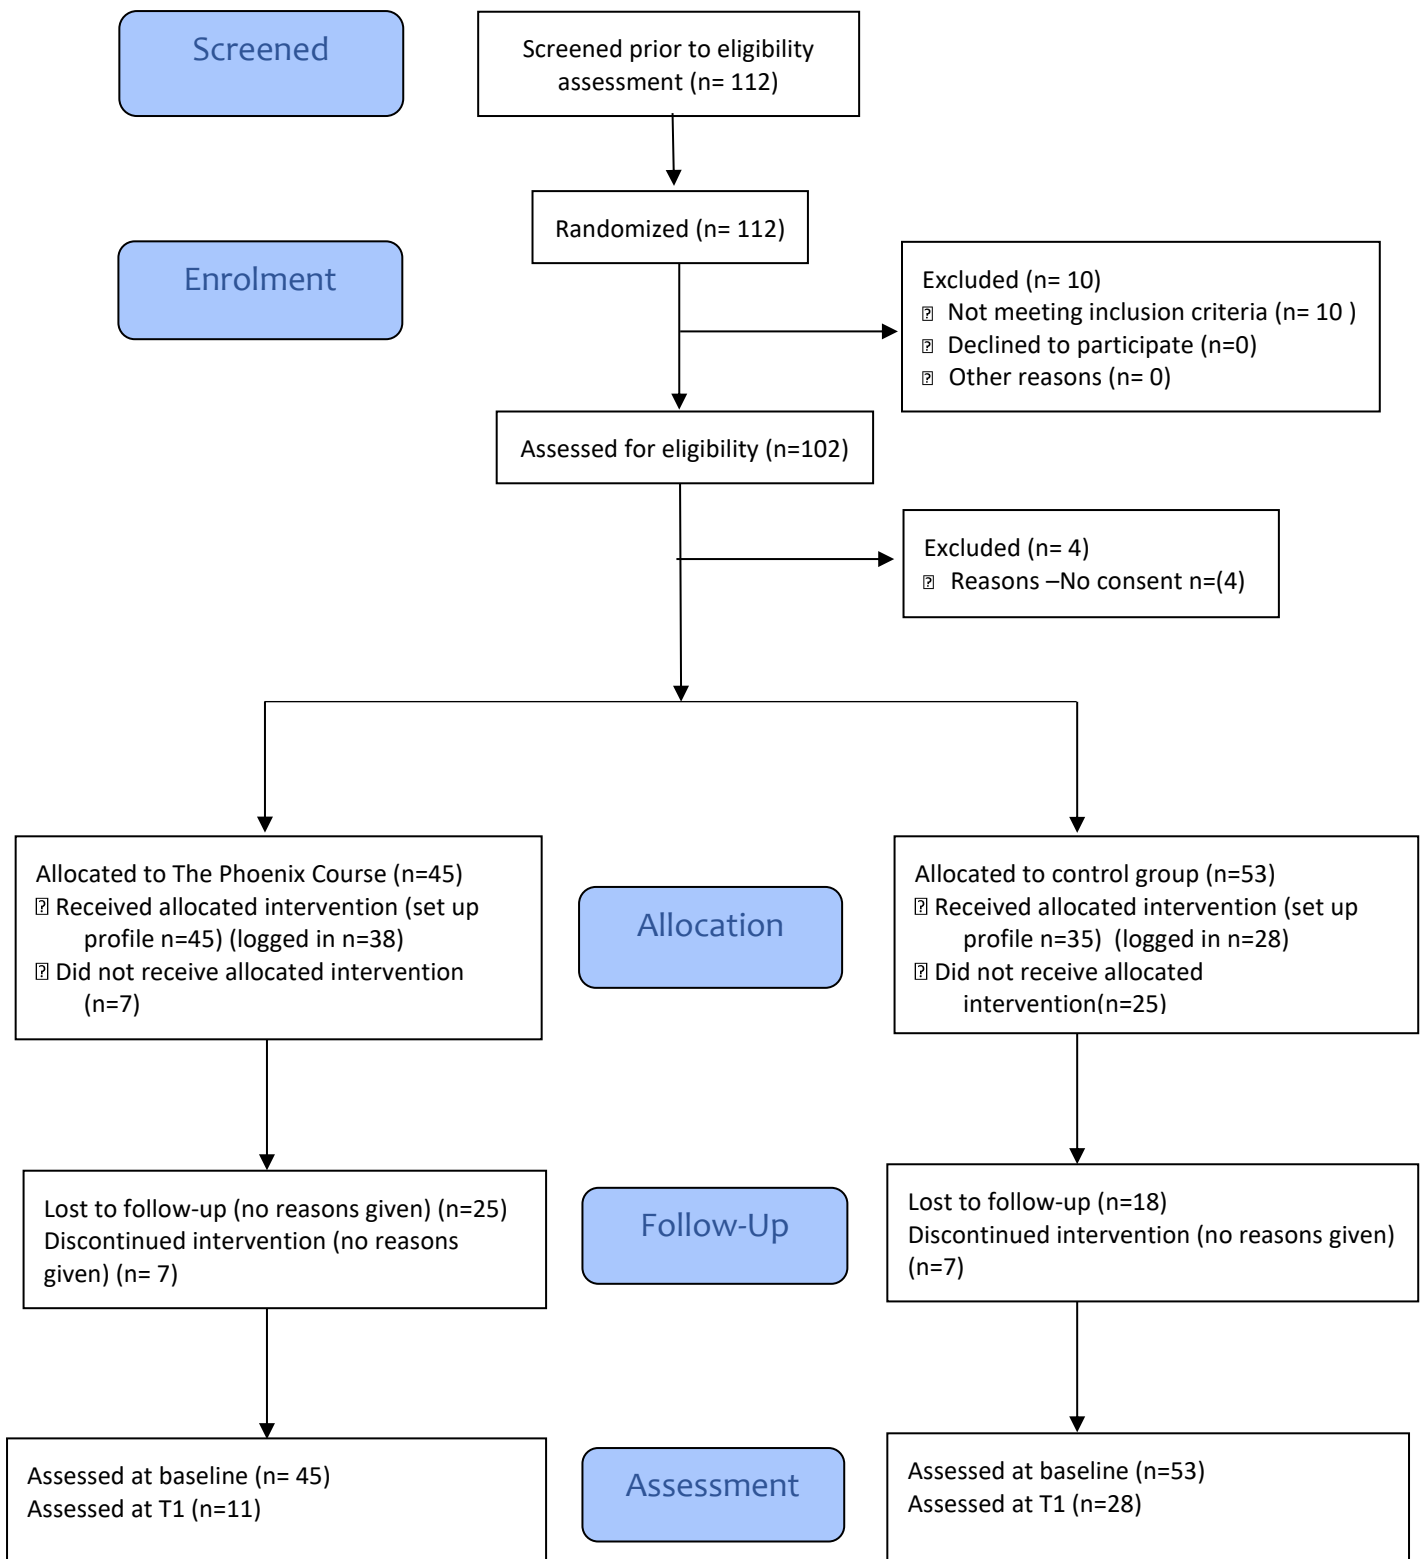 Screened
Screened prior to eligibility
assessment (n= 112)
Randomized (n= 112)
Enrolment
Excluded (n= 10)
⍰ Not meeting inclusion criteria (n= 10 )
⍰ Declined to participate (n=0)
⍰ Other reasons (n= 0)
Assessed for eligibility (n=102)
Excluded (n= 4)
⍰ Reasons –No consent n=(4)
Allocated to The Phoenix Course (n=45)
⍰ Received allocated intervention (set up
profile n=45) (logged in n=38)
⍰ Did not receive allocated intervention
(n=7)
Allocation
Allocated to control group (n=53)
⍰ Received allocated intervention (set up
profile n=35) (logged in n=28)
⍰ Did not receive allocated
intervention(n=25)
Lost to follow-up (no reasons given) (n=25)
Discontinued intervention (no reasons
given) (n= 7)
Follow-Up
Lost to follow-up (n=18)
Discontinued intervention (no reasons given)
(n=7)
Assessed at baseline (n= 45)
Assessed at T1 (n=11)
Assessment
Assessed at baseline (n=53)
Assessed at T1 (n=28)